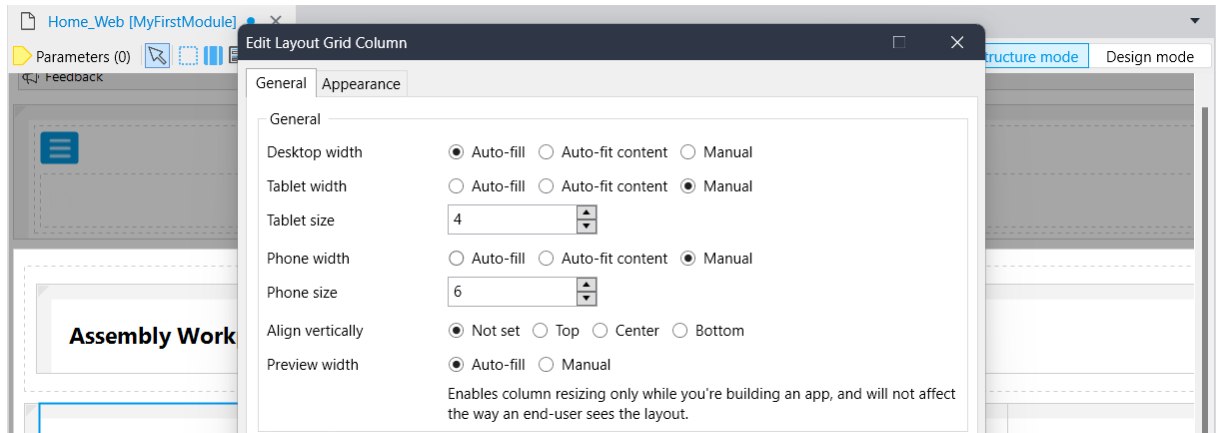 Home_Web [MyFirstModule]
Parameters (0)
Edit Layout Grid Column
ructure mode
Design mode
Feedback
General
Appearance
General
Desktop width Auto-fill Auto-fit content Manual
Tablet width Auto-fill Auto-fit content Manual
Tablet size 4
Phone width Auto-fill Auto-fit content Manual
Phone size 6
Align vertically Not set Top Center Bottom
Assembly Work
Preview width Auto-fill Manual
Enables column resizing only while you're building an app, and will not affect
the way an end-user sees the layout.